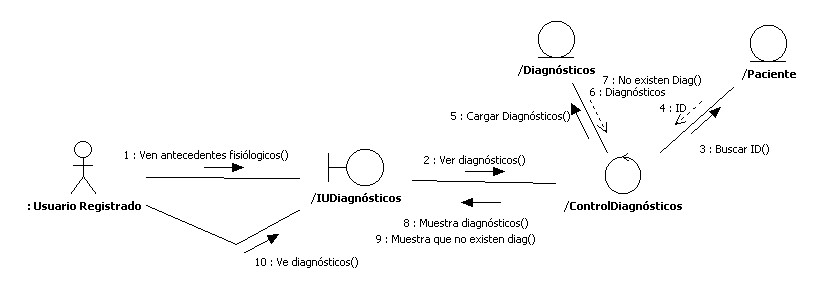 /Diagnósticos
/Paciente
7 : No existen Diag()
6 : Diagnósticos
4 : ID
5 : Cargar Diagnósticos()
3 : Buscar ID()
1 : Ven antecedentes fisiólogicos()
2 : Ver diagnósticos()
: Usuario Registrado
/IUDiagnósticos
/ControlDiagnósticos
8 : Muestra diagnósticos()
9 : Muestra que no existen diag()
10 : Ve diagnósticos()